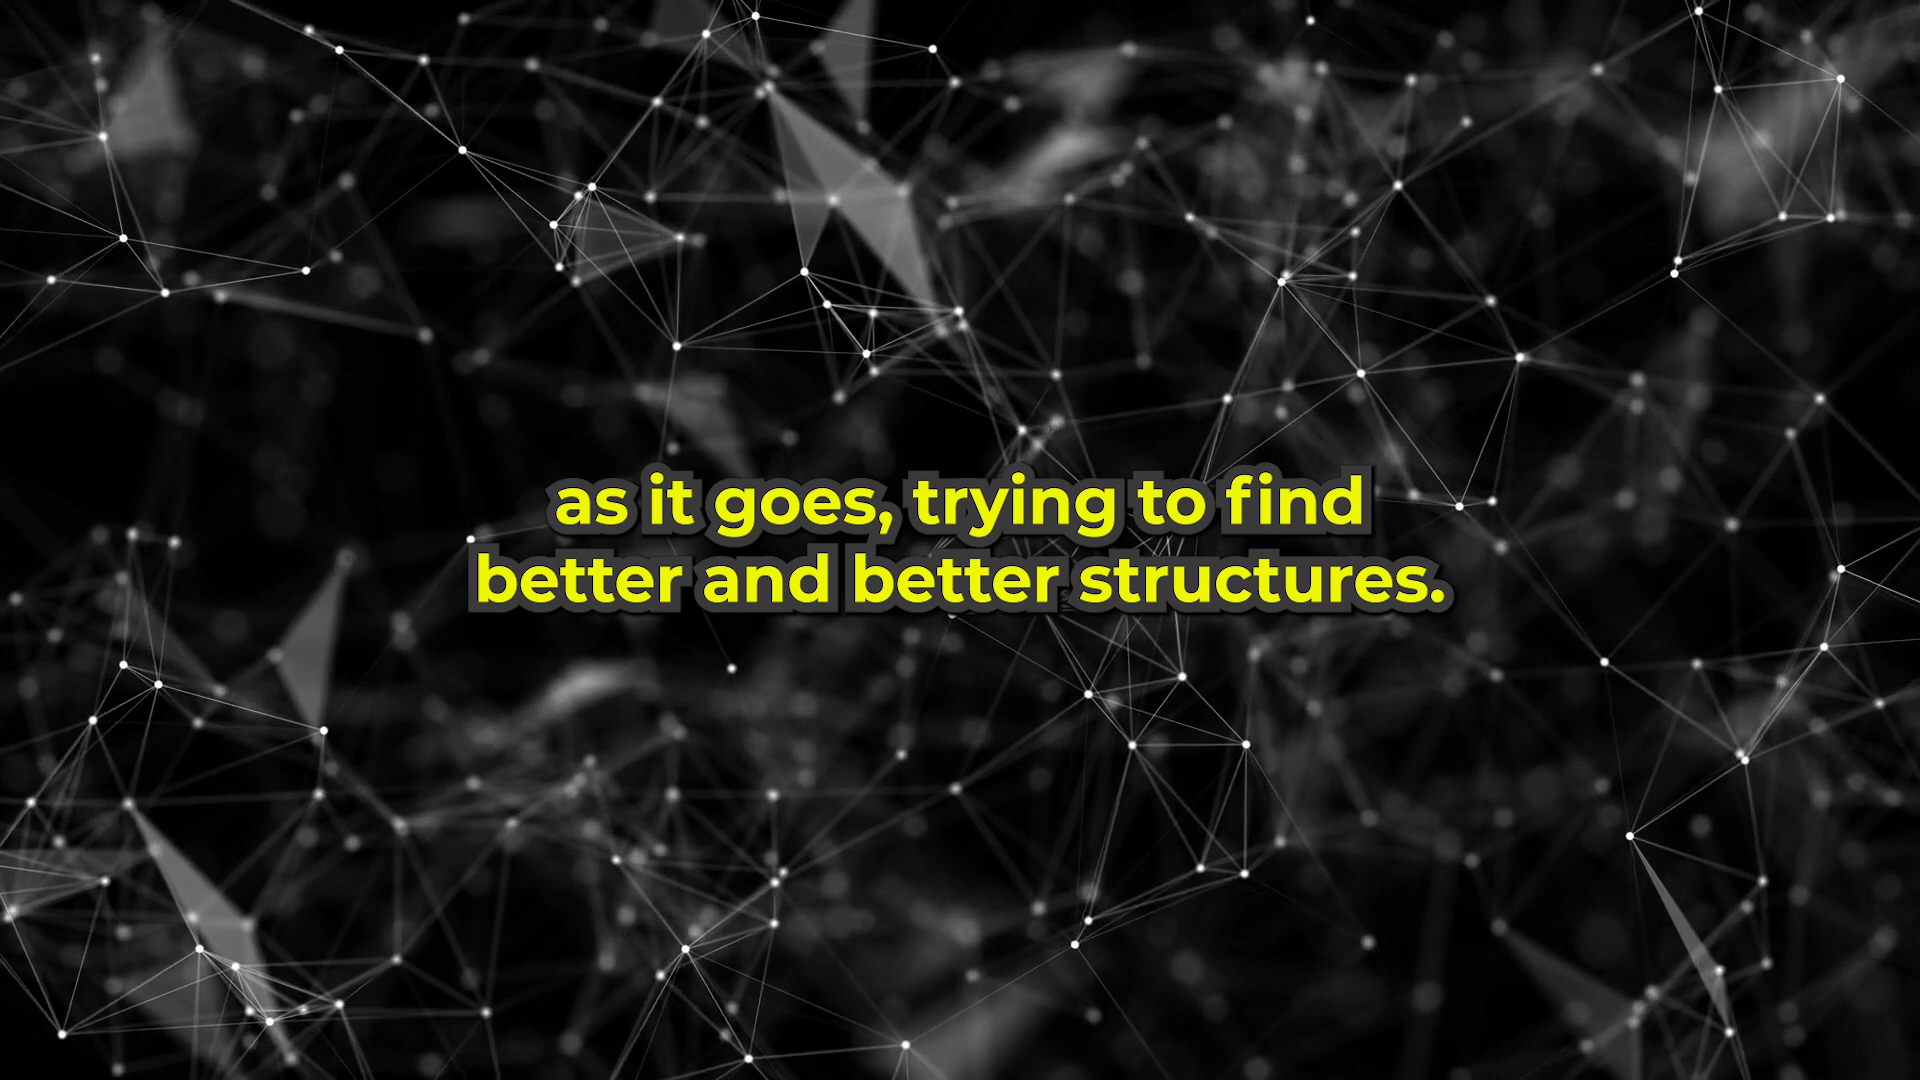 as it goes, trying to find
better and better structures.